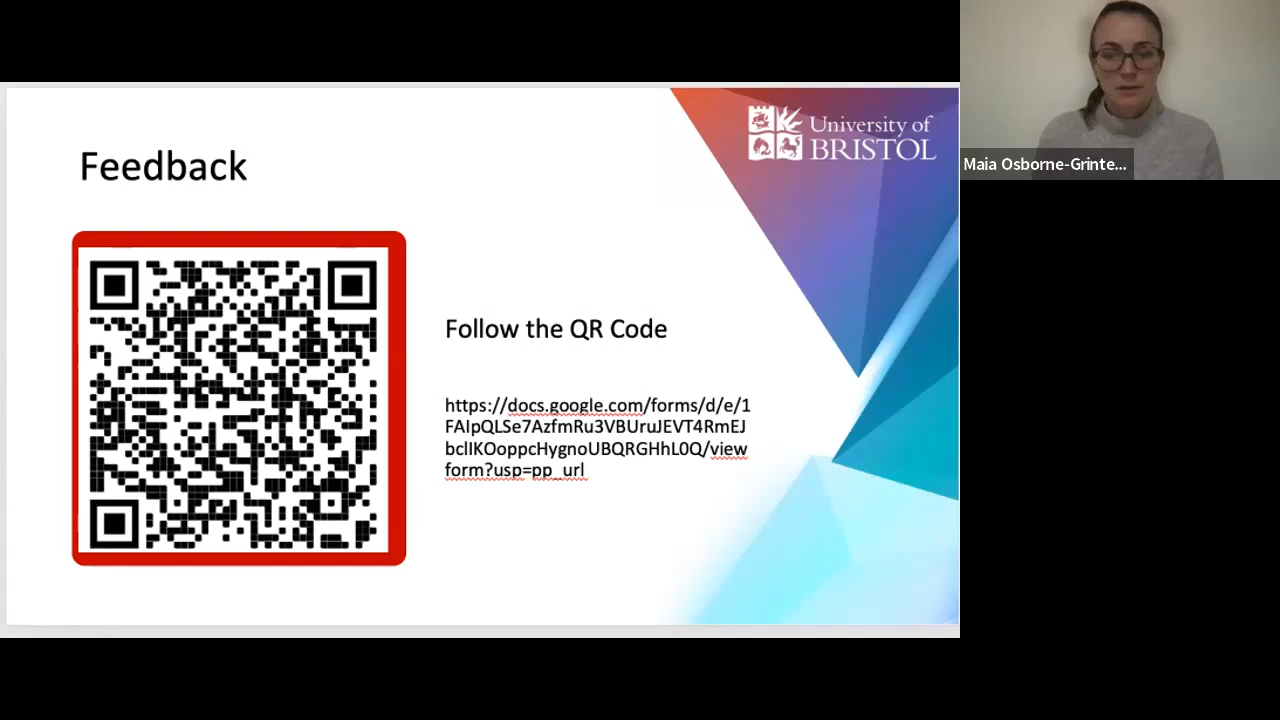 University of
BRISTOL
Feedback
Follow the QR Code
https://docs.google.com/forms/d/e/1
FAIpQLSe7AzfmRu3VBUruJEVT4RmEJ
bclIKOoppcHygnoUBQRGHhL0Q/view
form?usp=pp_url
Maia Osborne-Grinte...